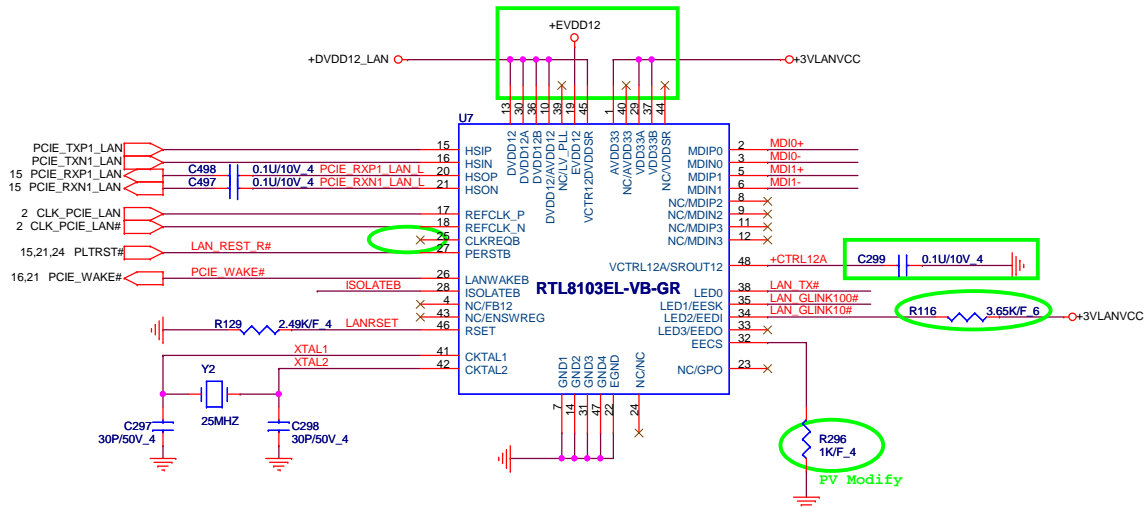 +EVDD12
+DVDD12_LAN
+3VLANVCC
13
30
36
10
39
19
45
1
40
29
37
44
U7
DVDD12
DVDD12A
DVDD12B
DVDD12/AVDD12
NC/LV_PLL
EVDD12
VCTR12DVDDSR
AVDD33
NC/AVDD33
VDD33A
VDD33B
NC/VDDSR
PCIE_TXP1_LAN
15
HSIP
PCIE_TXN1_LAN
16
HSIN
15 PCIE_RXP1_LAN
C498
0.1U/10V_4
PCIE_RXP1_LAN_L
20
HSOP
15 PCIE_RXN1_LAN
C497
0.1U/10V_4
PCIE_RXN1_LAN_L
21
HSON
2 CLK_PCIE_LAN
17
REFCLK_P
2 CLK_PCIE_LAN#
18
REFCLK_N
25
CLKREQB
15,21,24 PLTRST#
LAN_REST_R#
27
PERSTB
16,21 PCIE_WAKE#
PCIE_WAKE#
26
LANWAKEB
ISOLATEB
28
ISOLATEB
4
NC/FB12
43
NC/ENSWREG
R129
2.49K/F_4
LANRSET
46
RSET
XTAL1
41
CKTAL1
XTAL2
42
CKTAL2
Y2
25MHZ
C297
30P/50V_4
C298
30P/50V_4
RTL8103EL-VB-GR
MDIP0
2
MDI0+
MDIN0
3
MDI0-
MDIP1
5
MDI1+
MDIN1
6
MDI1-
NC/MDIP2
8
NC/MDIN2
9
NC/MDIP3
11
NC/MDIN3
12
VCTRL12A/SROUT12
48
+CTRL12A
C299
0.1U/10V_4
LED0
38
LAN_TX#
LED1/EESK
35
LAN_GLINK100#
LED2/EEDI
34
LAN_GLINK10#
R116
3.65K/F_6
+3VLANVCC
LED3/EEDO
33
EECS
32
NC/GPO
23
GND1
GND2
GND3
GND4
EGND
NC/NC
7
14
31
47
22
24
R296
1K/F_4
PV Modify